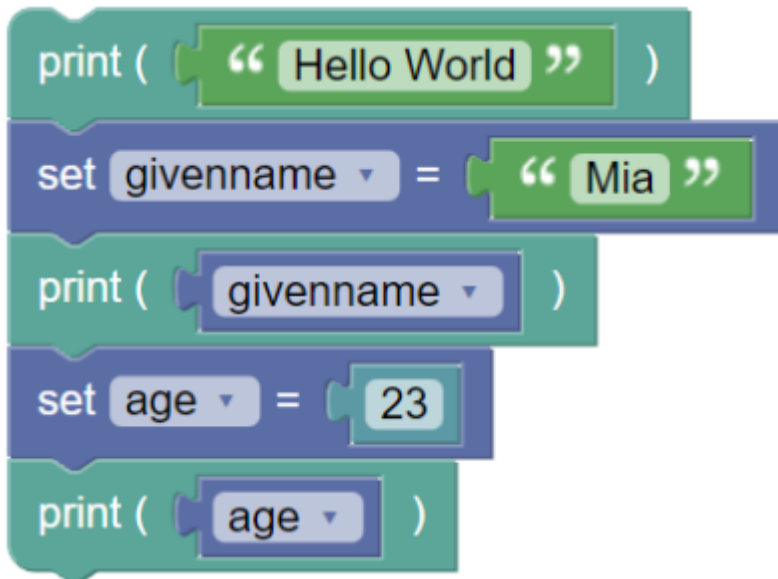 print ( “ Hello World ” )
set givenname = “ Mia ”
print ( givenname )
set age = 23
print ( age )